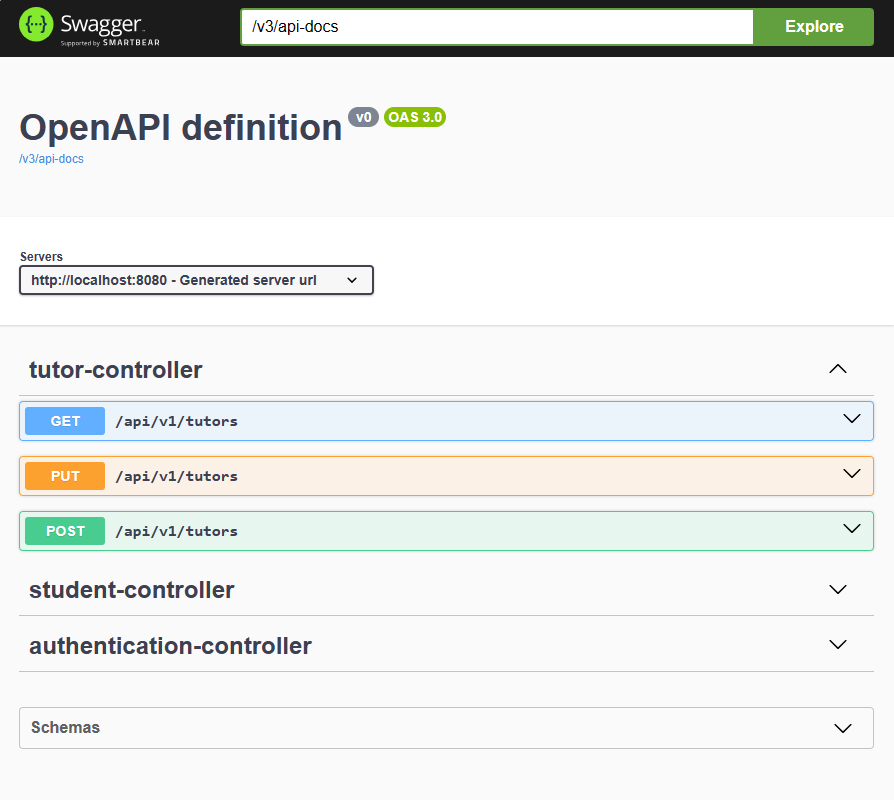 {···} Swagger
Supported by SMARTBEAR
/v3/api-docs
Explore
OpenAPI definition v0 OAS 3.0
/v3/api-docs
Servers
http://localhost:8080 - Generated server url
tutor-controller
GET /api/v1/tutors
PUT /api/v1/tutors
POST /api/v1/tutors
student-controller
authentication-controller
Schemas